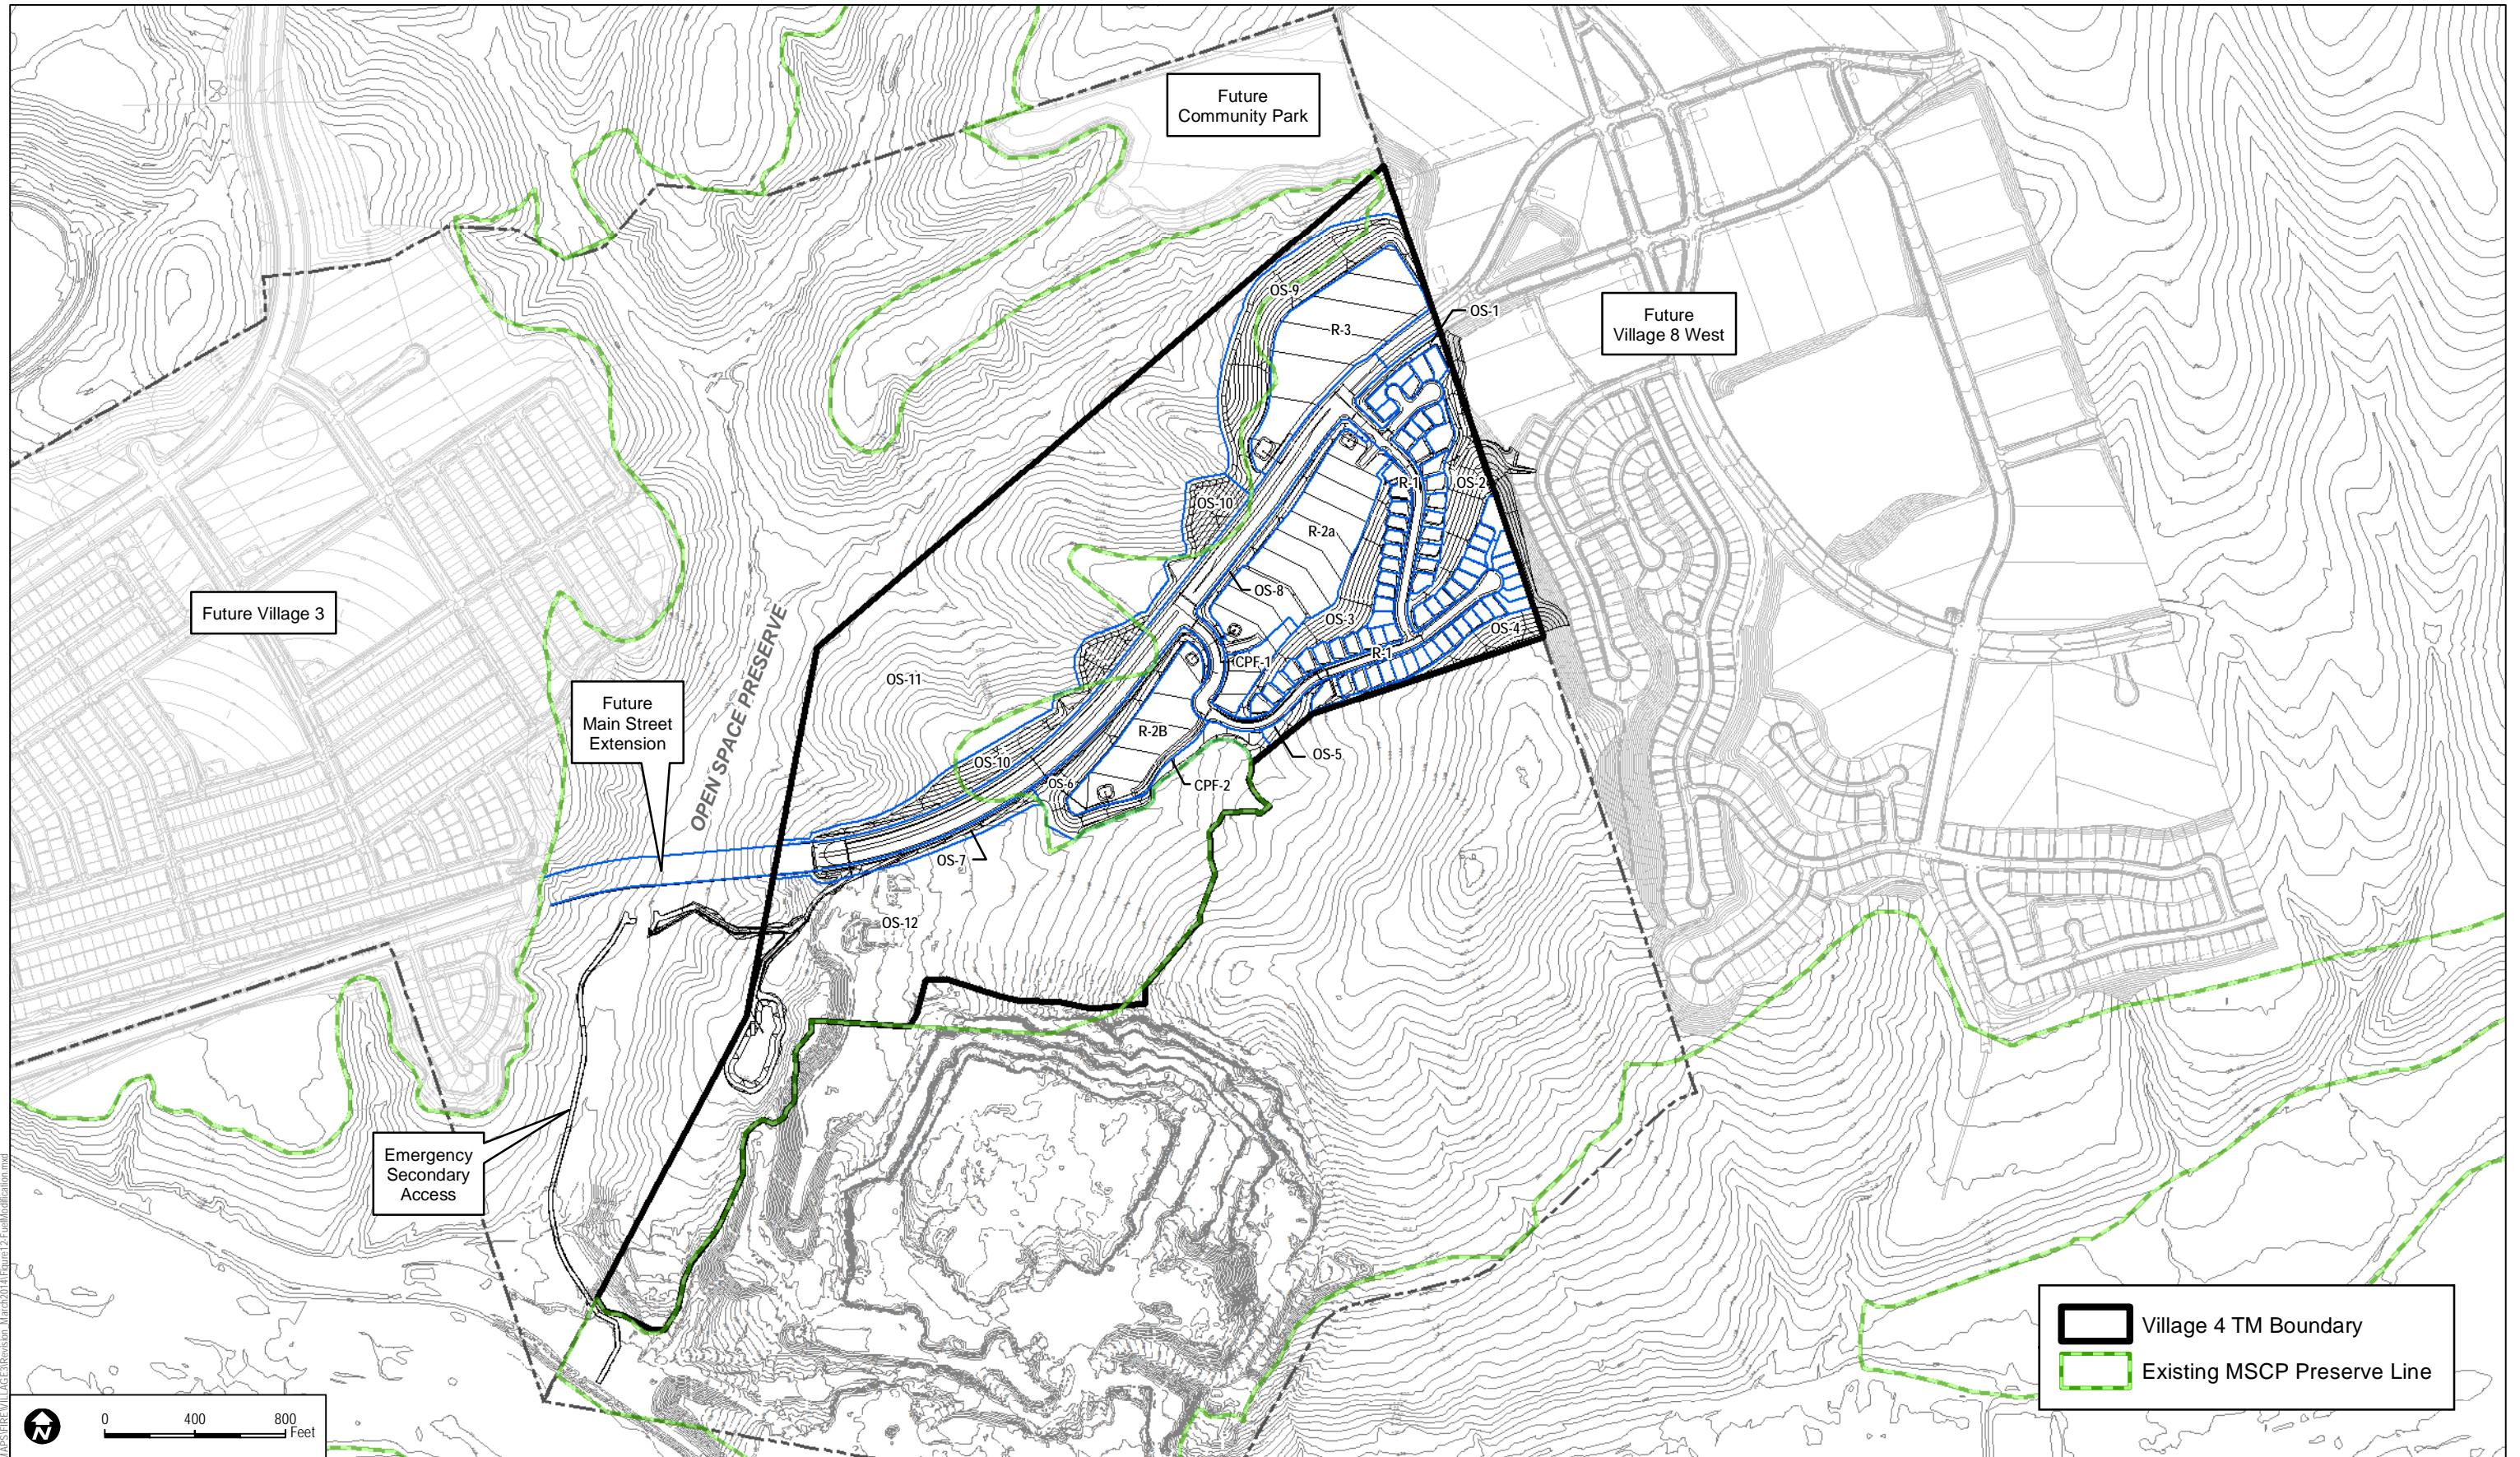 Future
Community Park
OS-9
OS-1
R-3
Future
Village 8 West
R-1
OS-2
OS-10
R-2a
Future Village 3
OS-8
OS-3
OS-4
R-1
CPF-1
OS-11
OPEN SPACE PRESERVE
Future
Main Street
Extension
R-2B
OS-5
OS-10
OS-6
CPF-2
OS-7
OS-12
Emergency
Secondary
Access
Village 4 TM Boundary
Existing MSCP Preserve Line
N
0 400 800
Feet